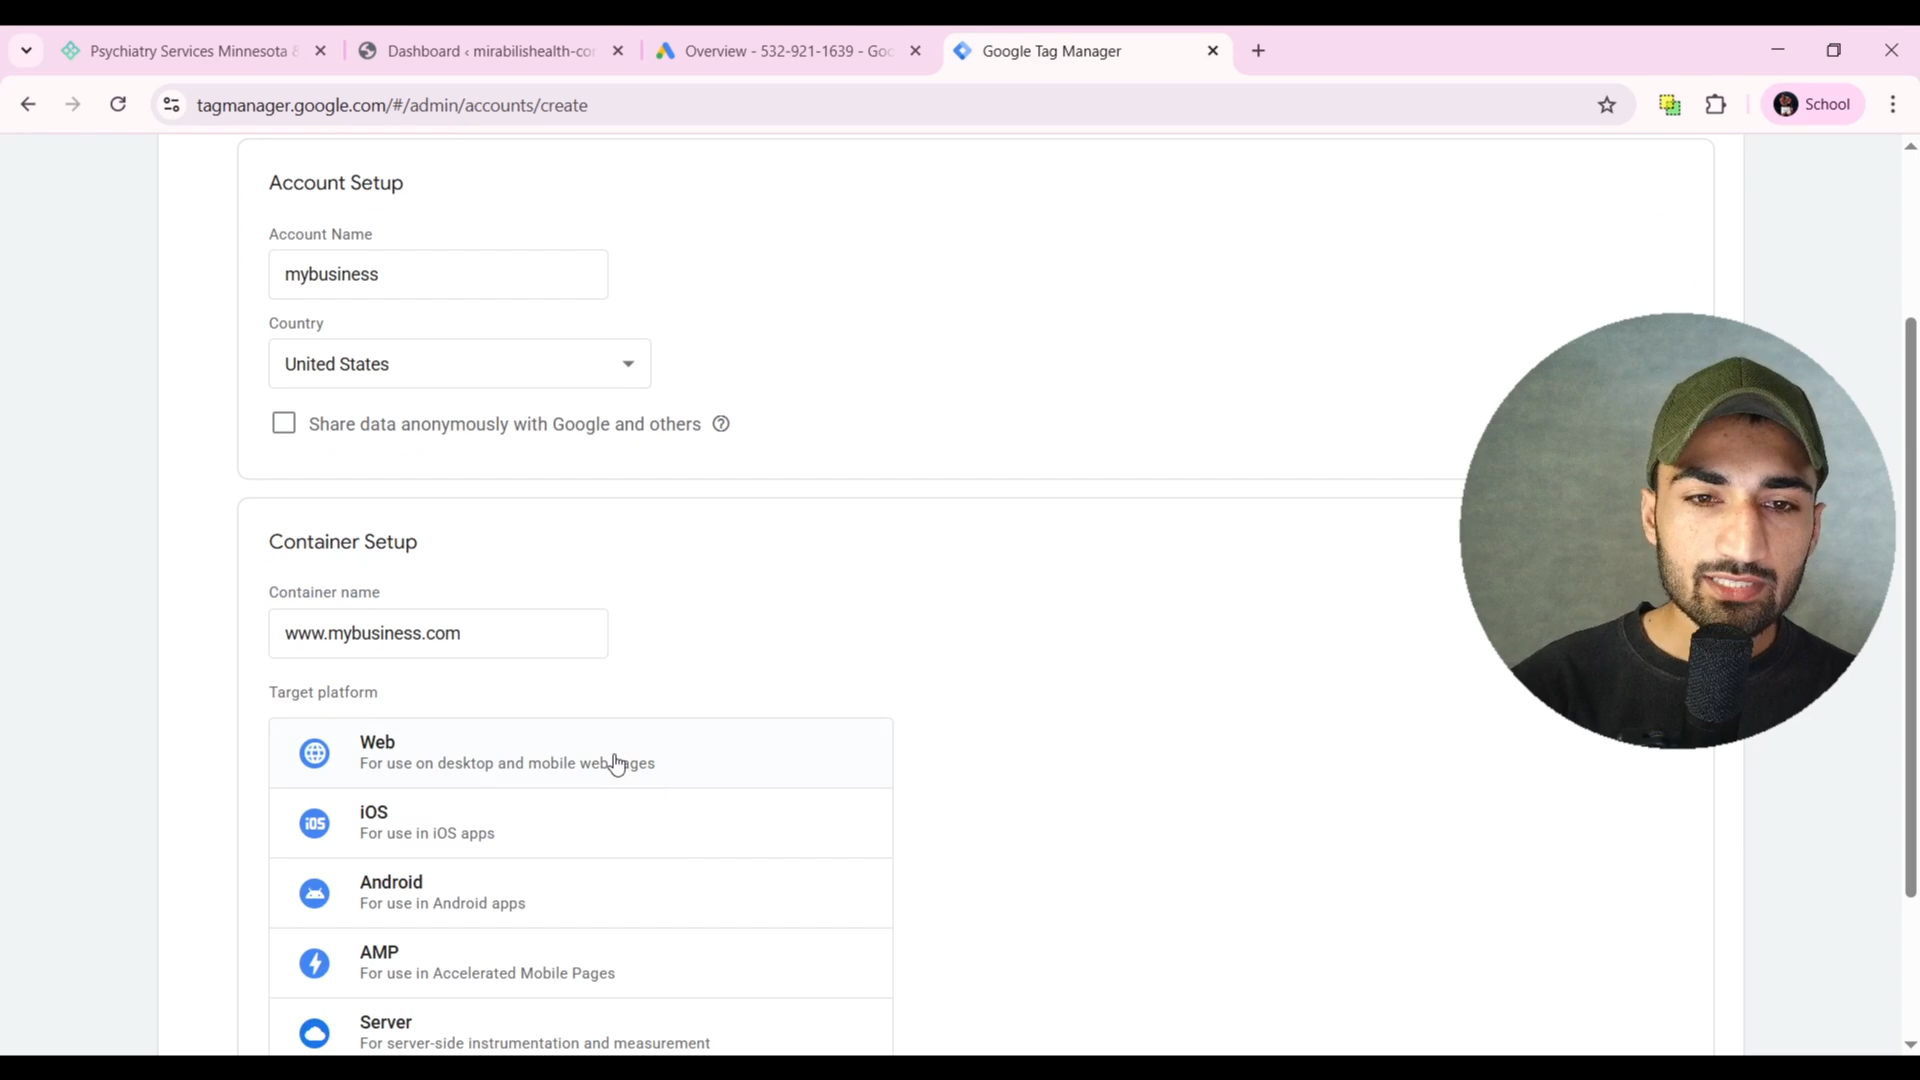 Psychiatry Services Minnesota &
Dashboard ‹ mirabilishealth-cor
Overview - 532-921-1639 - Goo
Google Tag Manager
tagmanager.google.com/#/admin/accounts/create
School
Account Setup
Account Name
mybusiness
Country
United States
Share data anonymously with Google and others
Container Setup
Container name
www.mybusiness.com
Target platform
Web
For use on desktop and mobile web pages
iOS
iOS
For use in iOS apps
Android
For use in Android apps
AMP
For use in Accelerated Mobile Pages
Server
For server-side instrumentation and measurement